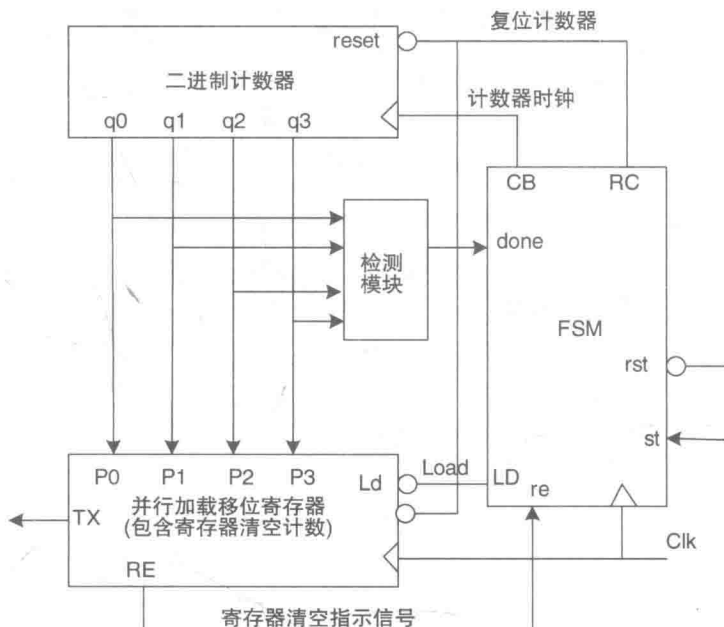 复位计数器
reset
二进制计数器
计数器时钟
q0 q1 q2 q3
CB RC
done
检测
模块
FSM
rst
st
P0 P1 P2 P3
Ld
Load
LD
re
TX
并行加载移位寄存器
(包含寄存器清空计数)
RE
Clk
寄存器清空指示信号